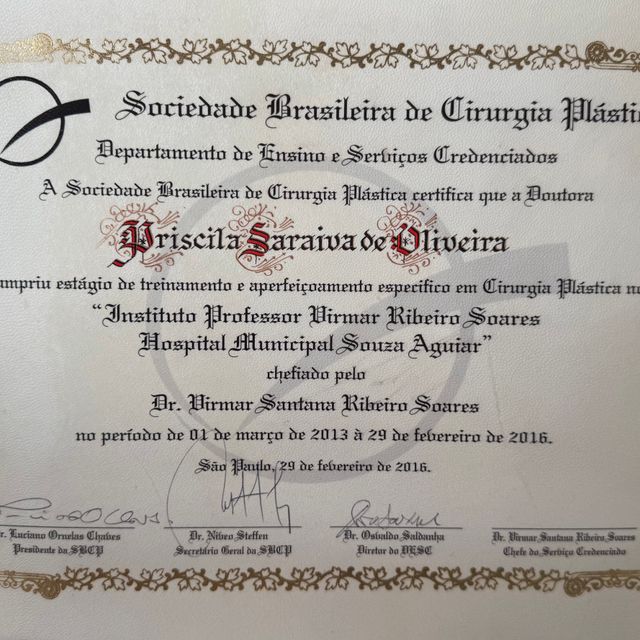 Sociedade Brasileira de Cirurgia Plásti
Departamento de Ensino e Serviços Credenciados
A Sociedade Brasileira de Cirurgia Plástica certifica que a Doutora
Priscila Saraiva de Oliveira
umpriu estágio de treinamento e aperfeiçoamento especifico em Cirurgia Plástica no
"Instituto Professor Virmar Ribeiro Soares
Hospital Municipal Souza Aguiar"
chefiado pelo
Dr. Virmar Santana Ribeiro Soares
no período de 01 de março de 2013 à 29 de fevereiro de 2016.
São Paulo, 29 de fevereiro de 2016.
r. Luciano Ornelas Chaves
Presidente da SBCP
Dr. Níveo Steffen
Secretário Geral da SBCP
Dr. Osvaldo Saldanha
Diretor do DESC
Dr. Virmar Santana Ribeiro Soares
Chefe do Serviço Credenciado